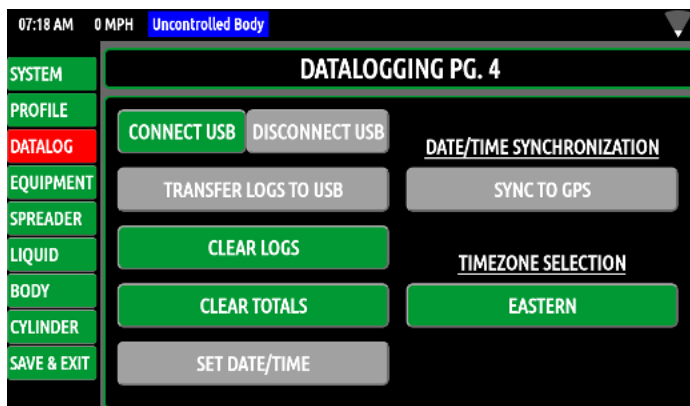 07:18 AM 0 MPH Uncontrolled Body
DATALOGGING PG. 4
SYSTEM
PROFILE
DATALOG
EQUIPMENT
SPREADER
LIQUID
BODY
CYLINDER
SAVE & EXIT
CONNECT USB DISCONNECT USB
TRANSFER LOGS TO USB
CLEAR LOGS
CLEAR TOTALS
SET DATE/TIME
DATE/TIME SYNCHRONIZATION
SYNC TO GPS
TIMEZONE SELECTION
EASTERN